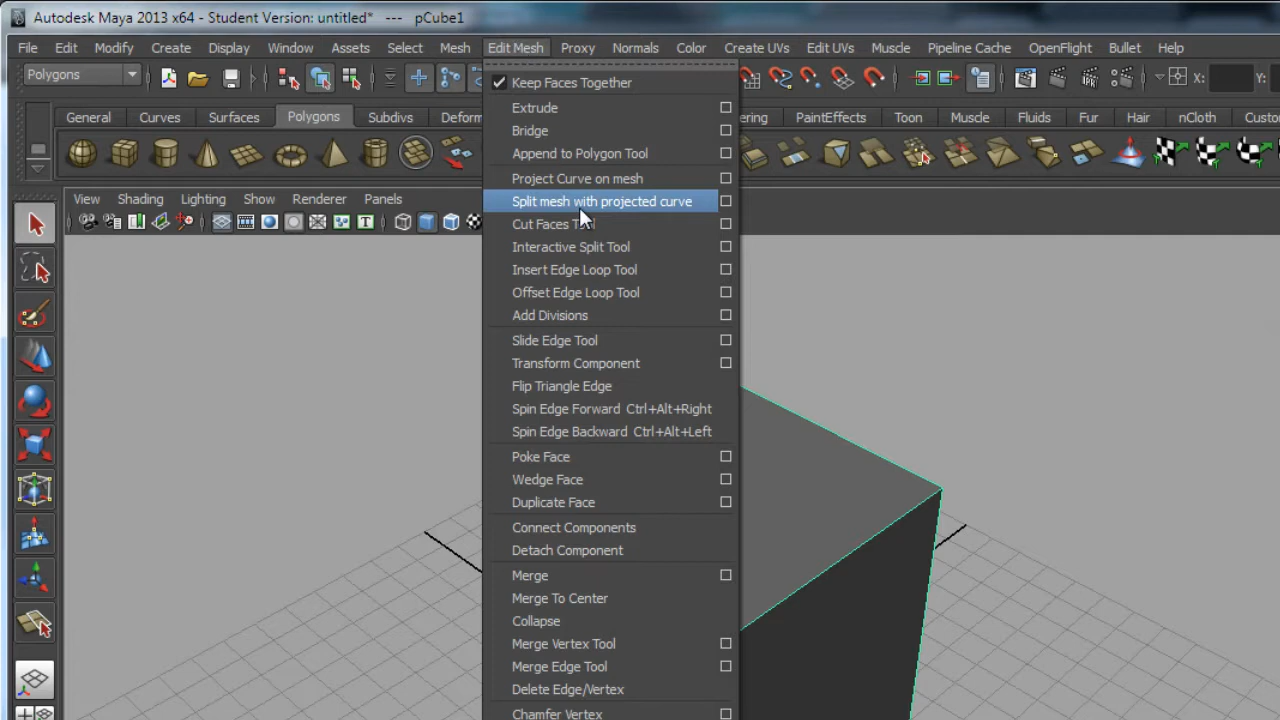 Autodesk Maya 2013 x64 - Student Version: untitled* --- pCube1
File Edit Modify Create Display Window Assets Select Mesh Edit Mesh Proxy Normals Color Create UVs Edit UVs Muscle Pipeline Cache OpenFlight Bullet Help
Polygons X: Y:
General Curves Surfaces Polygons Subdivs Deform ering PaintEffects Toon Muscle Fluids Fur Hair nCloth Custo
View Shading Lighting Show Renderer Panels
Keep Faces Together
Extrude
Bridge
Append to Polygon Tool
Project Curve on mesh
Split mesh with projected curve
Cut Faces Tool
Interactive Split Tool
Insert Edge Loop Tool
Offset Edge Loop Tool
Add Divisions
Slide Edge Tool
Transform Component
Flip Triangle Edge
Spin Edge Forward Ctrl+Alt+Right
Spin Edge Backward Ctrl+Alt+Left
Poke Face
Wedge Face
Duplicate Face
Connect Components
Detach Component
Merge
Merge To Center
Collapse
Merge Vertex Tool
Merge Edge Tool
Delete Edge/Vertex
Chamfer Vertex